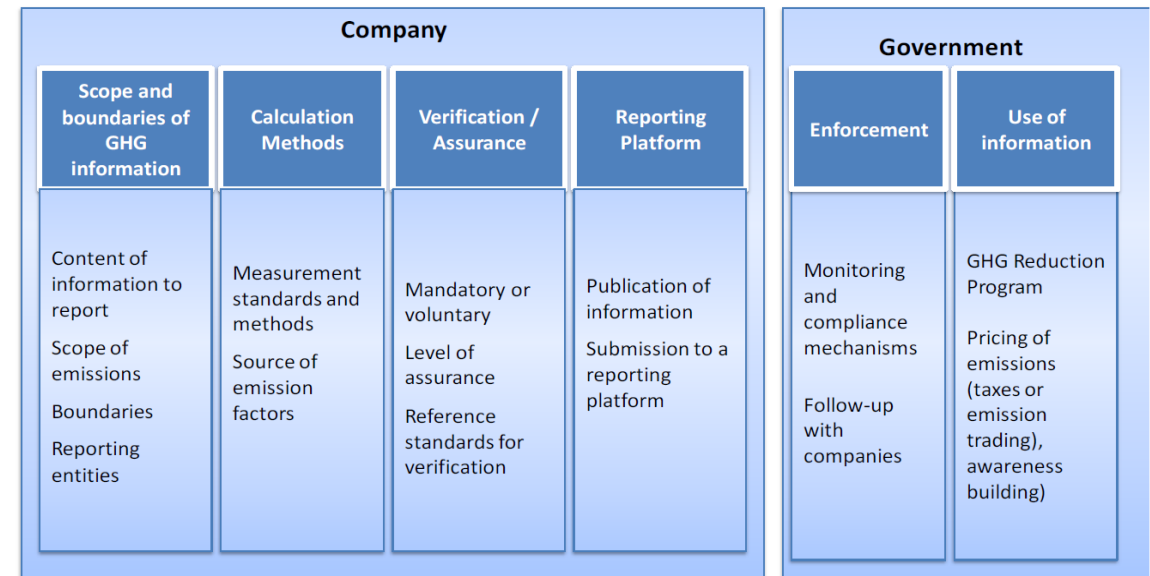 Company
Scope and
boundaries of
GHG
information
Content of
information to
report
Scope of
emissions
Boundaries
Reporting
entities
Calculation
Methods
Measurement
standards and
methods
Source of
emission
factors
Verification /
Assurance
Mandatory or
voluntary
Level of
assurance
Reference
standards for
verification
Reporting
Platform
Publication of
information
Submission to a
reporting
platform
Government
Enforcement
Monitoring
and
compliance
mechanisms
Follow-up
with
companies
Use of
information
GHG Reduction
Program
Pricing of
emissions
(taxes or
emission
trading),
awareness
building)